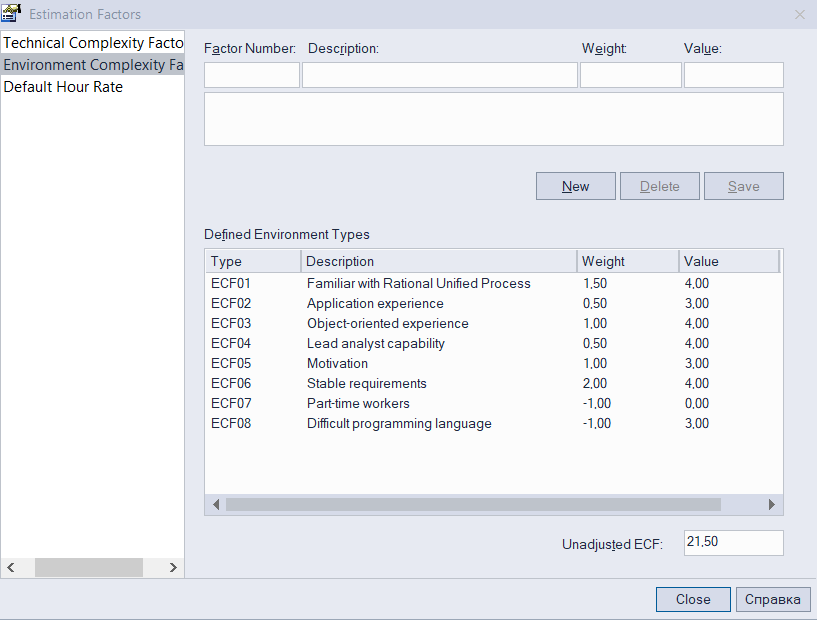 Estimation Factors
Technical Complexity Facto
Environment Complexity Fa
Default Hour Rate
Factor Number: Description: Weight: Value:
New Delete Save
Defined Environment Types
Type Description Weight Value
ECF01 Familiar with Rational Unified Process 1,50 4,00
ECF02 Application experience 0,50 3,00
ECF03 Object-oriented experience 1,00 4,00
ECF04 Lead analyst capability 0,50 4,00
ECF05 Motivation 1,00 3,00
ECF06 Stable requirements 2,00 4,00
ECF07 Part-time workers -1,00 0,00
ECF08 Difficult programming language -1,00 3,00
Unadjusted ECF: 21,50
Close Справка